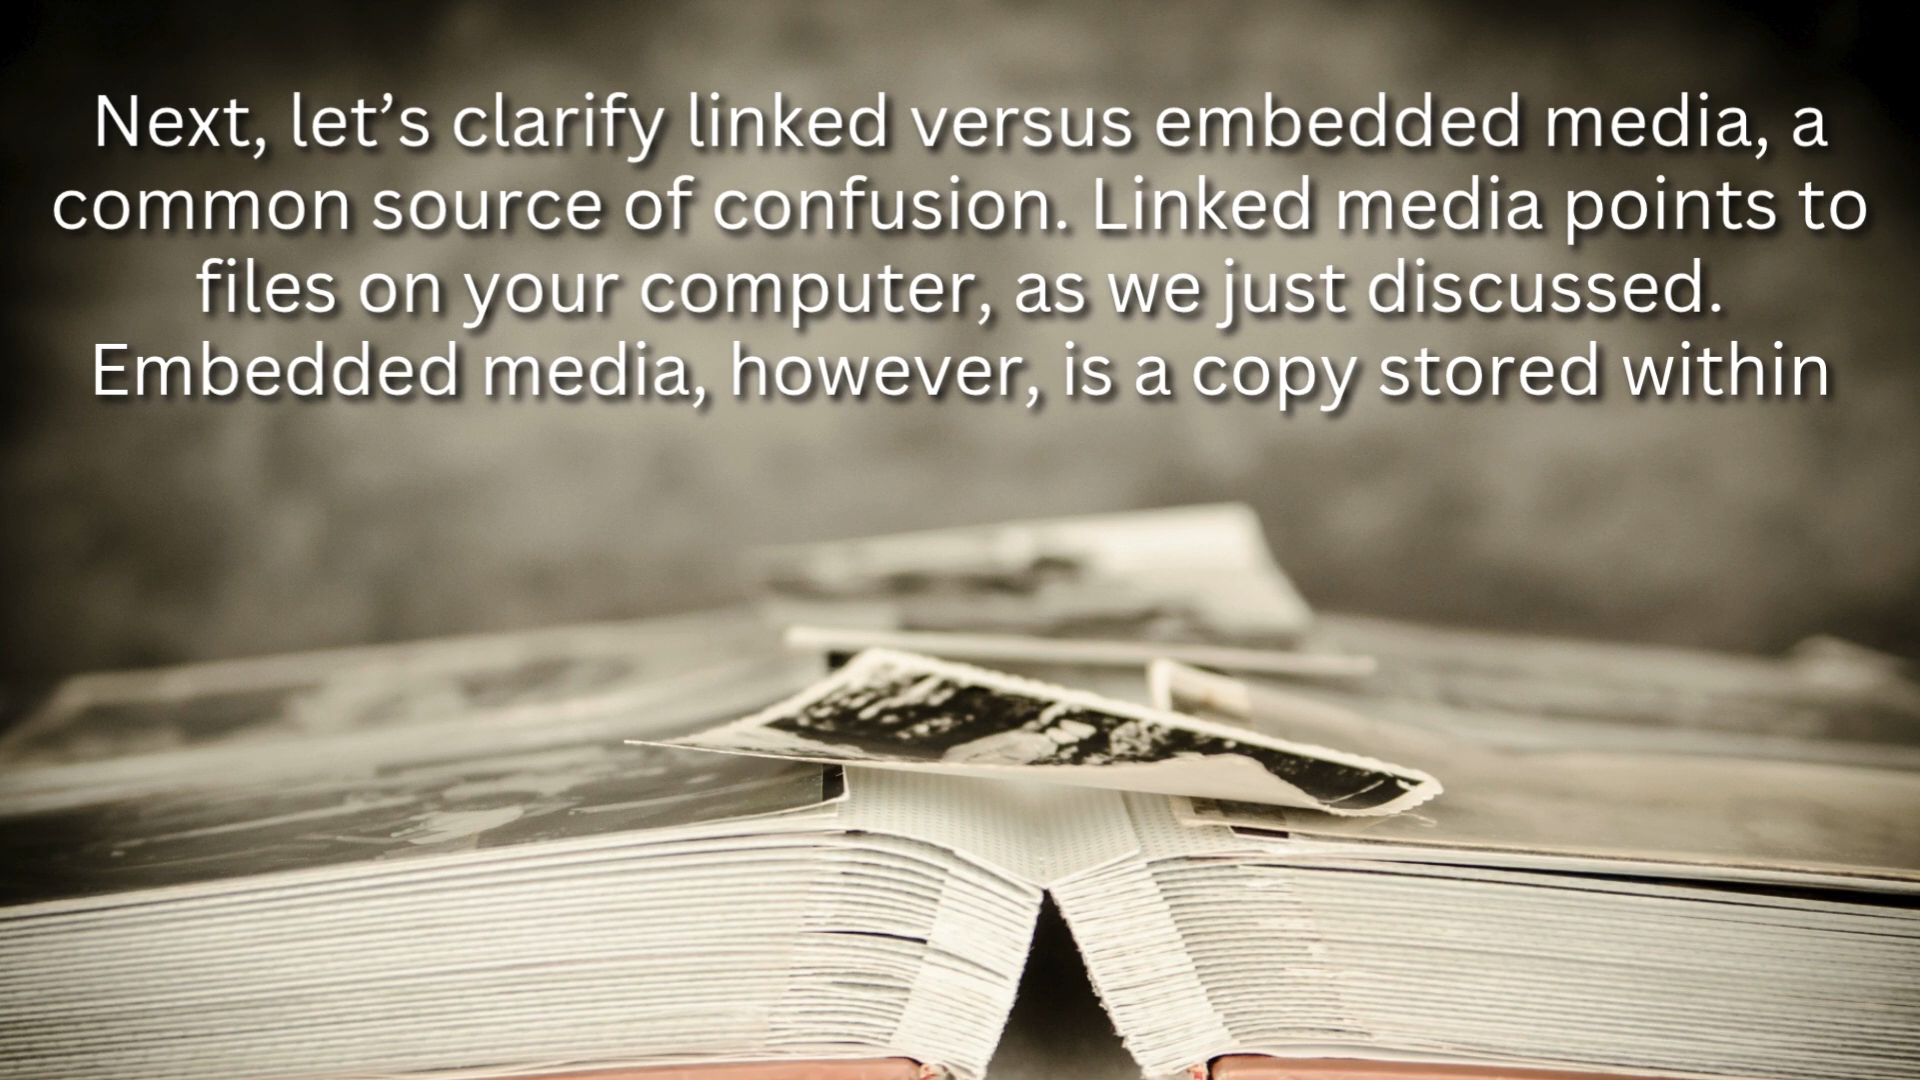 Next, let’s clarify linked versus embedded media, a
common source of confusion. Linked media points to
files on your computer, as we just discussed.
Embedded media, however, is a copy stored within